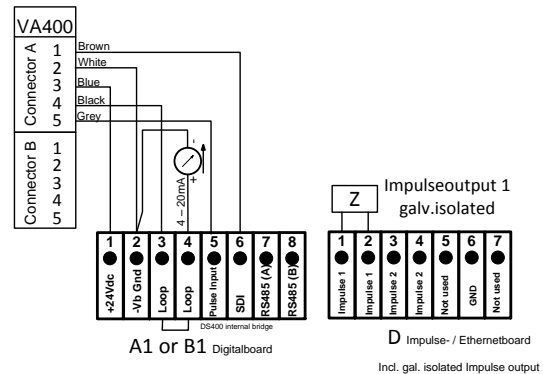 VA400
Connector A
1 Brown
2 White
3 Blue
4 Black
5 Grey
Connector B
1
2
3
4
5
-
+
4 – 20mA
1 2 3 4 5 6 7 8
+24Vdc
-Vb Gnd
Loop
Loop
Pulse Input
SDI
RS485 (A)
RS485 (B)
DS400 internal bridge
A1 or B1 Digitalboard
Z
Impulseoutput 1
galv.isolated
1 2 3 4 5 6 7
Impulse 1
Impulse 1
Impulse 2
Impulse 2
Not used
GND
Not used
D Impulse- / Ethernetboard
Incl. gal. isolated Impulse output